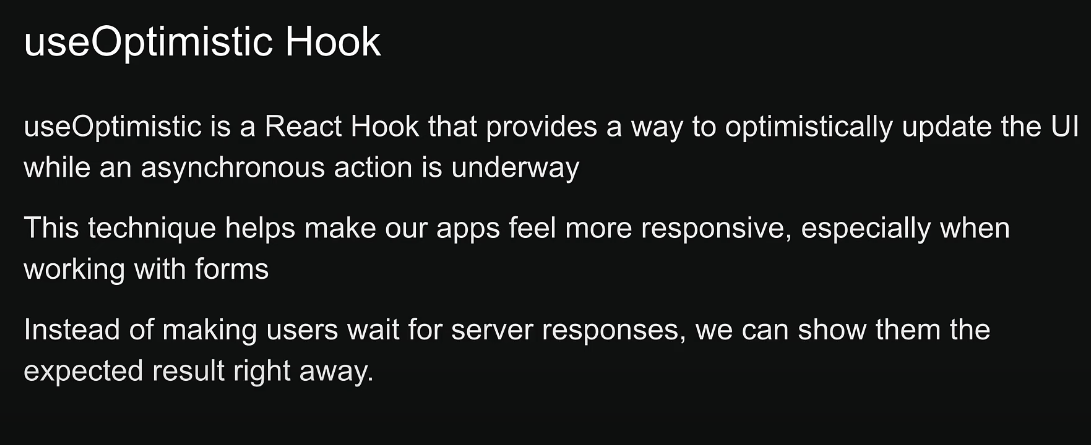 useOptimistic Hook
useOptimistic is a React Hook that provides a way to optimistically update the UI
while an asynchronous action is underway
This technique helps make our apps feel more responsive, especially when
working with forms
Instead of making users wait for server responses, we can show them the
expected result right away.